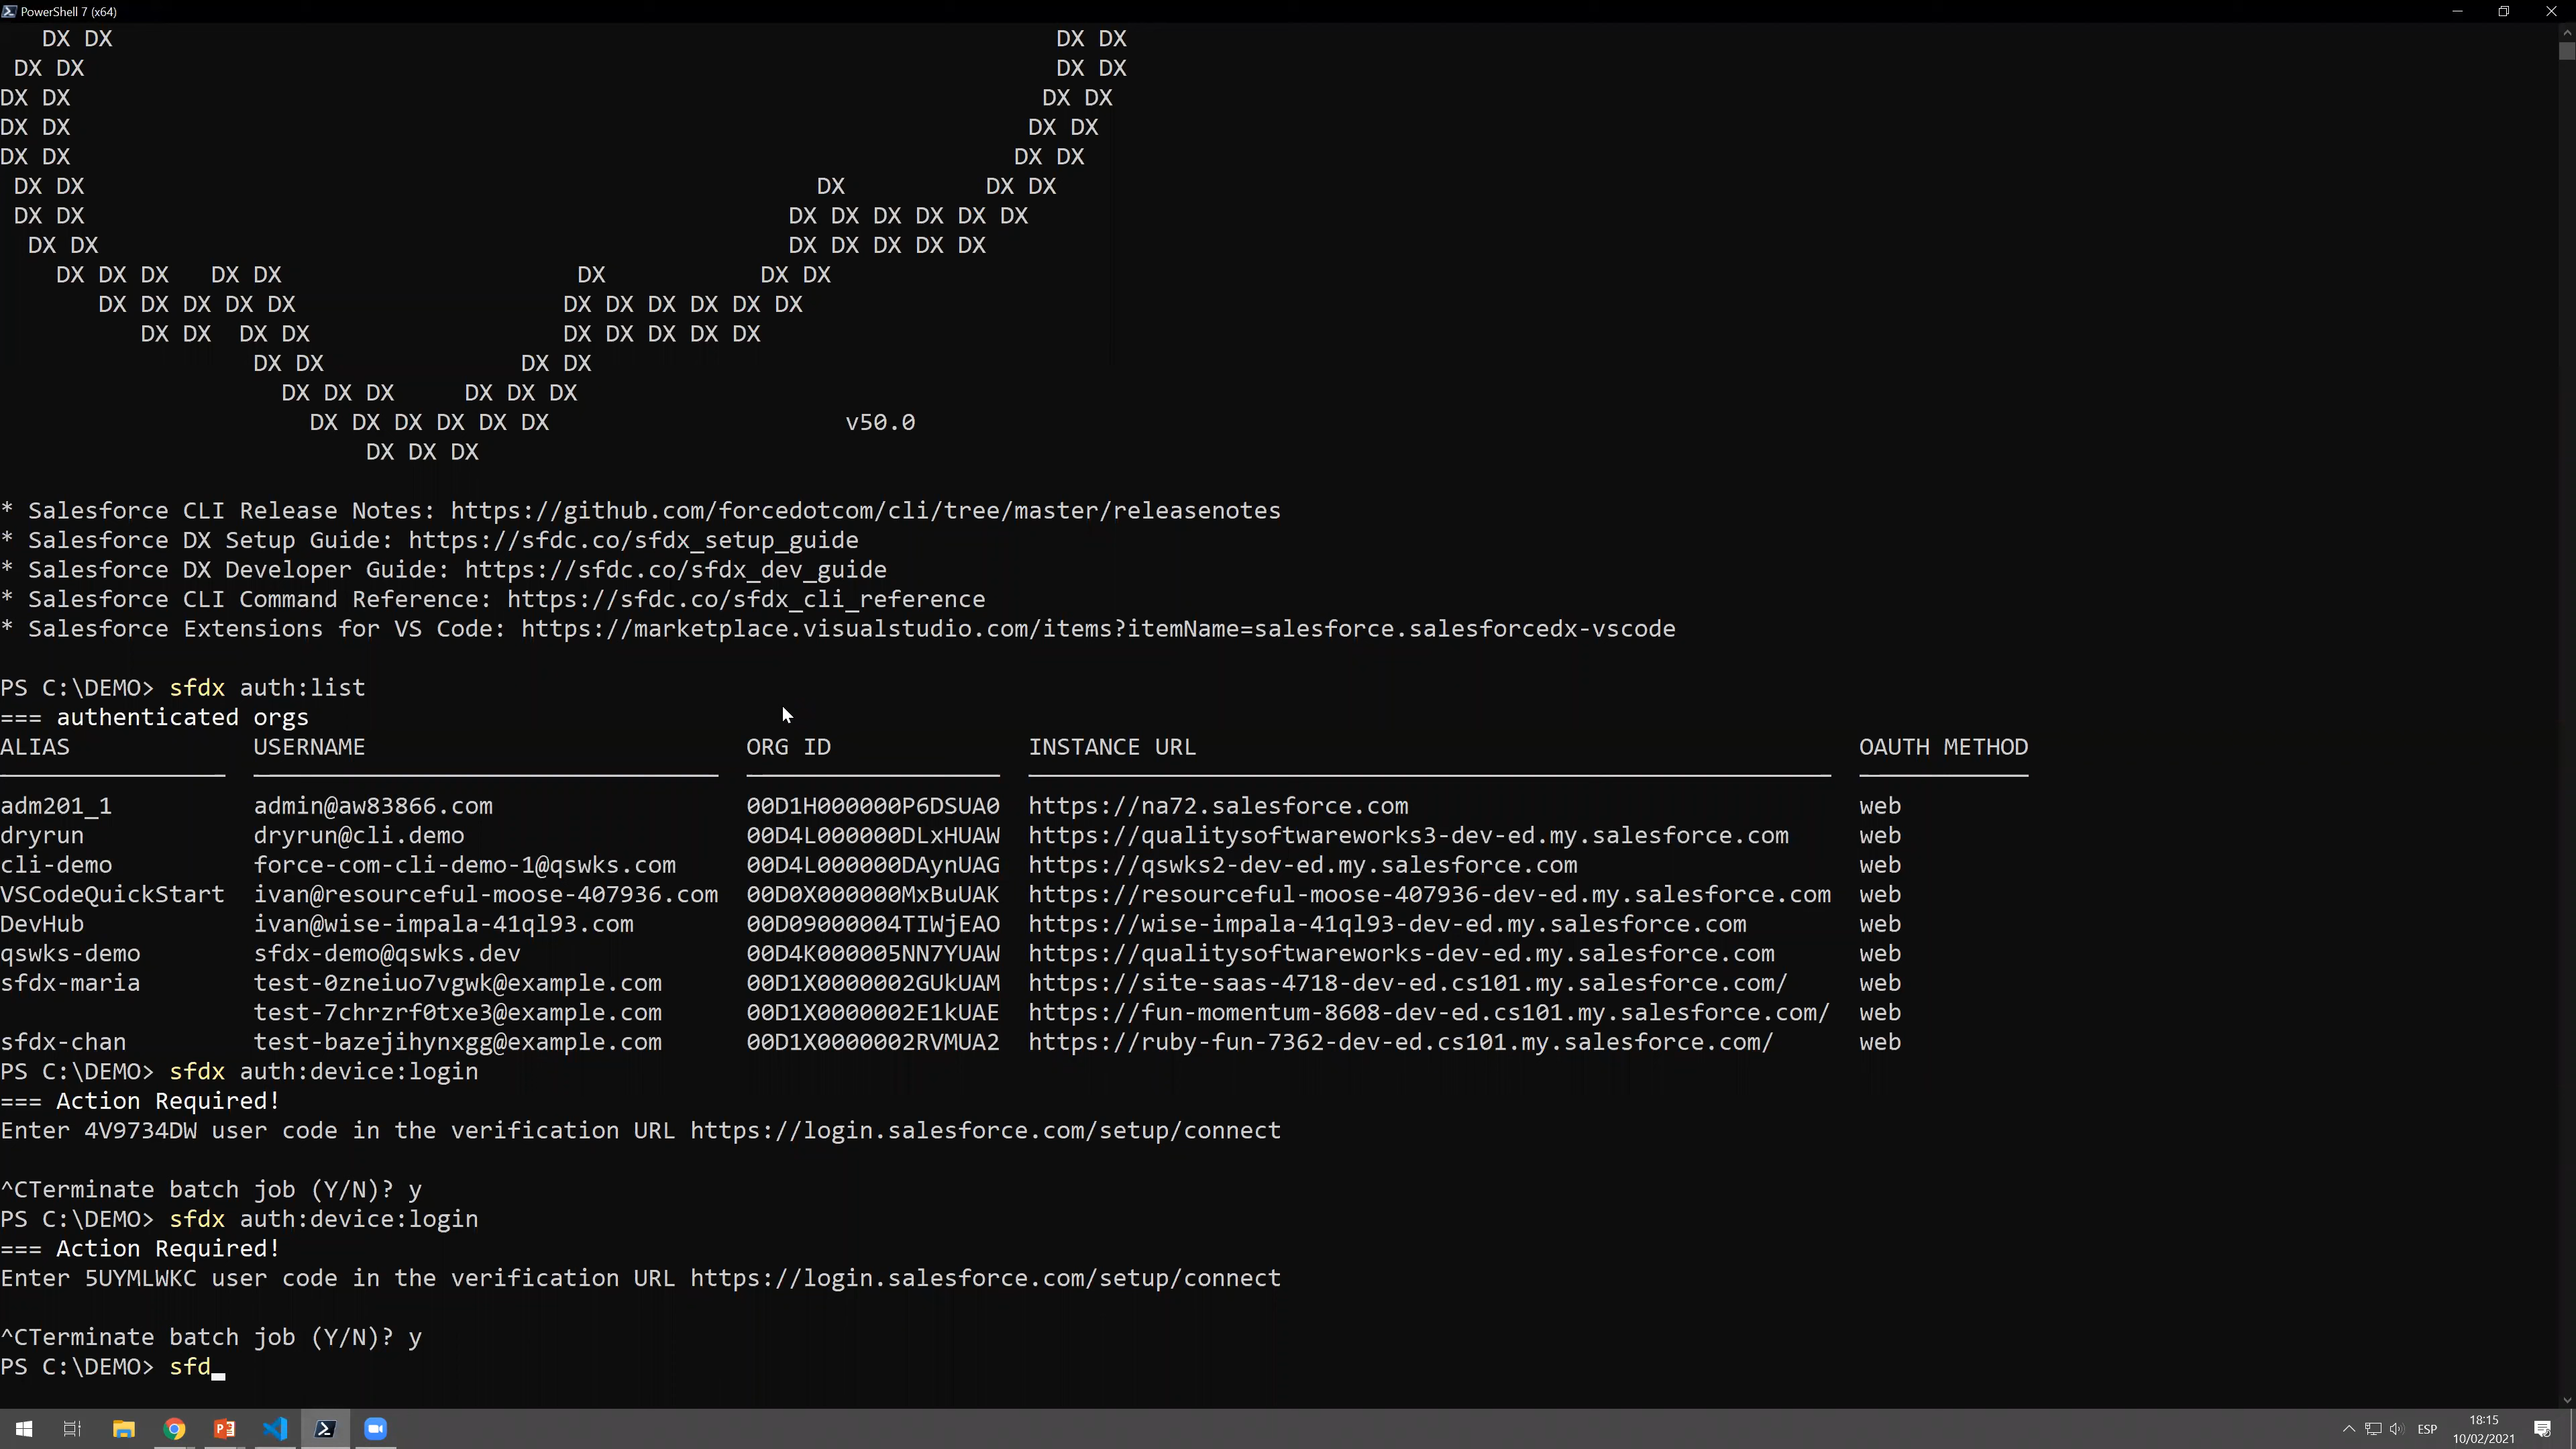 PowerShell 7 (x64)
DX DX DX DX
DX DX DX DX
DX DX DX DX
DX DX DX DX
DX DX DX DX
DX DX DX DX DX
DX DX DX DX DX DX DX DX
DX DX DX DX DX DX DX
DX DX DX DX DX DX DX DX
DX DX DX DX DX DX DX DX DX DX DX
DX DX DX DX DX DX DX DX DX
DX DX DX DX
DX DX DX DX DX DX
DX DX DX DX DX DX v50.0
DX DX DX
* Salesforce CLI Release Notes: https://github.com/forcedotcom/cli/tree/master/releasenotes
* Salesforce DX Setup Guide: https://sfdc.co/sfdx_setup_guide
* Salesforce DX Developer Guide: https://sfdc.co/sfdx_dev_guide
* Salesforce CLI Command Reference: https://sfdc.co/sfdx_cli_reference
* Salesforce Extensions for VS Code: https://marketplace.visualstudio.com/items?itemName=salesforce.salesforcedx-vscode
PS C:\DEMO> sfdx auth:list
=== authenticated orgs
ALIAS USERNAME ORG ID INSTANCE URL OAUTH METHOD
adm201_1 admin@aw83866.com 00D1H000000P6DSUA0 https://na72.salesforce.com web
dryrun dryrun@cli.demo 00D4L000000DLxHUAW https://qualitysoftwareworks3-dev-ed.my.salesforce.com web
cli-demo force-com-cli-demo-1@qswks.com 00D4L000000DAynUAG https://qswks2-dev-ed.my.salesforce.com web
VSCodeQuickStart ivan@resourceful-moose-407936.com 00D0X000000MxBuUAK https://resourceful-moose-407936-dev-ed.my.salesforce.com web
DevHub ivan@wise-impala-41ql93.com 00D09000004TIWjEAO https://wise-impala-41ql93-dev-ed.my.salesforce.com web
qswks-demo sfdx-demo@qswks.dev 00D4K000005NN7YUAW https://qualitysoftwareworks-dev-ed.my.salesforce.com web
sfdx-maria test-0zneiuo7vgwk@example.com 00D1X0000002GUkUAM https://site-saas-4718-dev-ed.cs101.my.salesforce.com/ web
test-7chrzrf0txe3@example.com 00D1X0000002E1kUAE https://fun-momentum-8608-dev-ed.cs101.my.salesforce.com/ web
sfdx-chan test-bazejihynxgg@example.com 00D1X0000002RVMUA2 https://ruby-fun-7362-dev-ed.cs101.my.salesforce.com/ web
PS C:\DEMO> sfdx auth:device:login
=== Action Required!
Enter 4V9734DW user code in the verification URL https://login.salesforce.com/setup/connect
^CTerminate batch job (Y/N)? y
PS C:\DEMO> sfdx auth:device:login
=== Action Required!
Enter 5UYMLWKC user code in the verification URL https://login.salesforce.com/setup/connect
^CTerminate batch job (Y/N)? y
PS C:\DEMO> sfd
ESP
18:15
10/02/2021